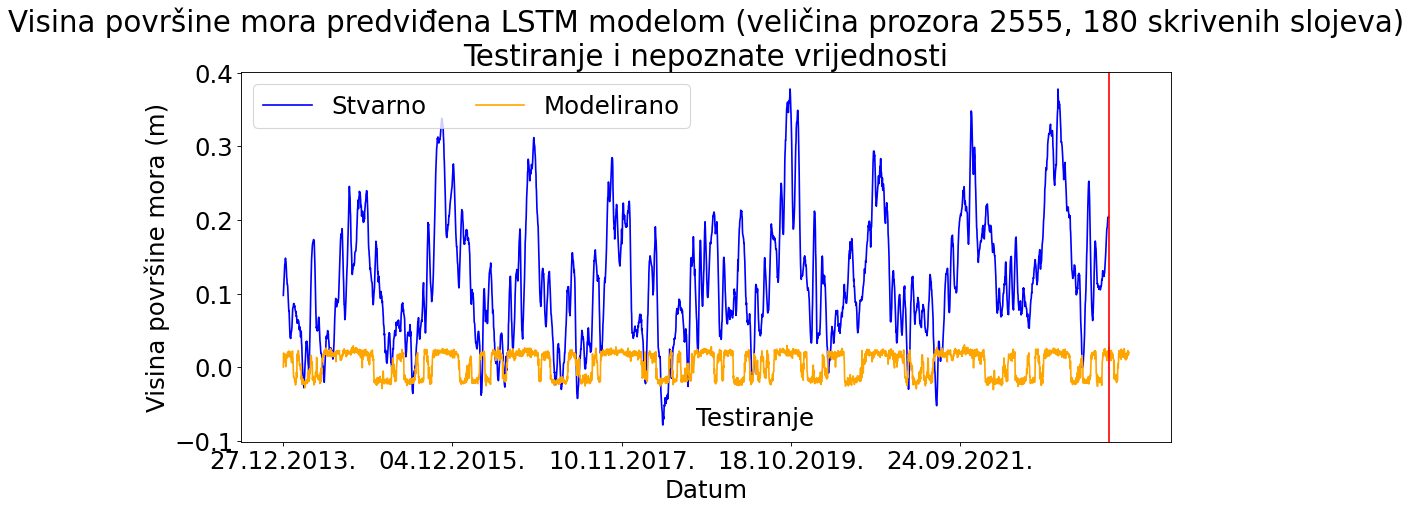 Visina površine mora predviđena LSTM modelom (veličina prozora 2555, 180 skrivenih slojeva)
Testiranje i nepoznate vrijednosti
Stvarno Modelirano
Visina površine mora (m)
0.4
0.3
0.2
0.1
0.0
−0.1
Testiranje
27.12.2013. 04.12.2015. 10.11.2017. 18.10.2019. 24.09.2021.
Datum